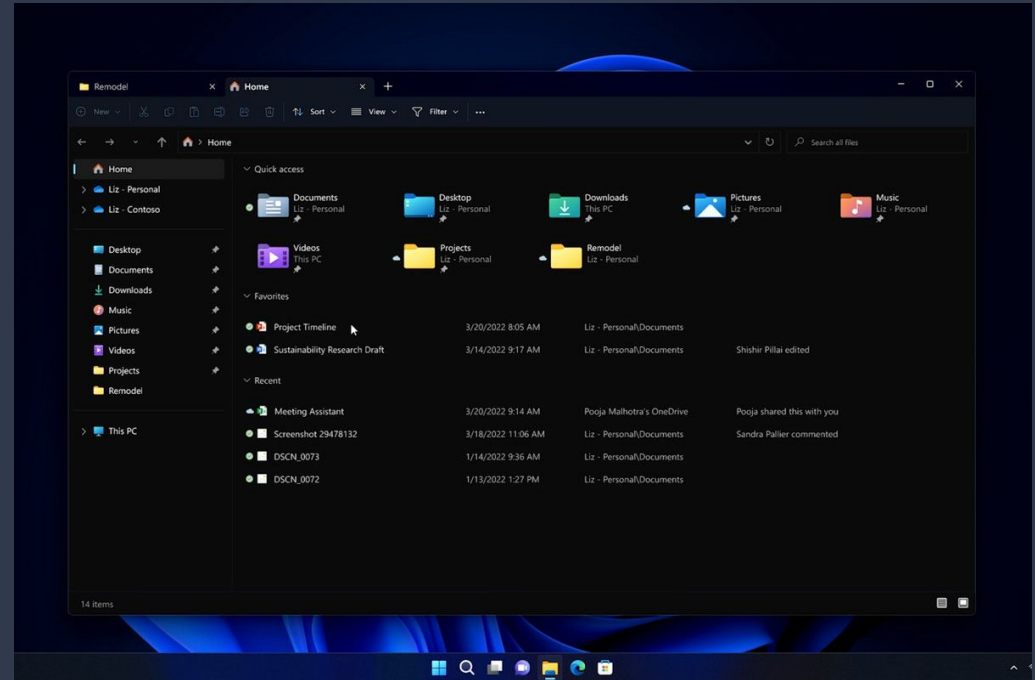 Remodel
Home
New
Sort
View
Filter
Home
Search all files
Home
Liz - Personal
Liz - Contoso
Desktop
Documents
Downloads
Music
Pictures
Videos
Projects
Remodel
This PC
Quick access
Documents
Liz - Personal
Desktop
Liz - Personal
Downloads
This PC
Pictures
Liz - Personal
Music
Liz - Personal
Videos
This PC
Projects
Liz - Personal
Remodel
Liz - Personal
Favorites
Project Timeline 3/20/2022 8:05 AM Liz - Personal\Documents
Sustainability Research Draft 3/14/2022 9:17 AM Liz - Personal\Documents Shishir Pillai edited
Recent
Meeting Assistant 3/20/2022 9:14 AM Pooja Malhotra's OneDrive Pooja shared this with you
Screenshot 29478132 3/18/2022 11:06 AM Liz - Personal\Documents Sandra Pallier commented
DSCN_0073 1/14/2022 9:36 AM Liz - Personal\Documents
DSCN_0072 1/13/2022 1:27 PM Liz - Personal\Documents
14 items